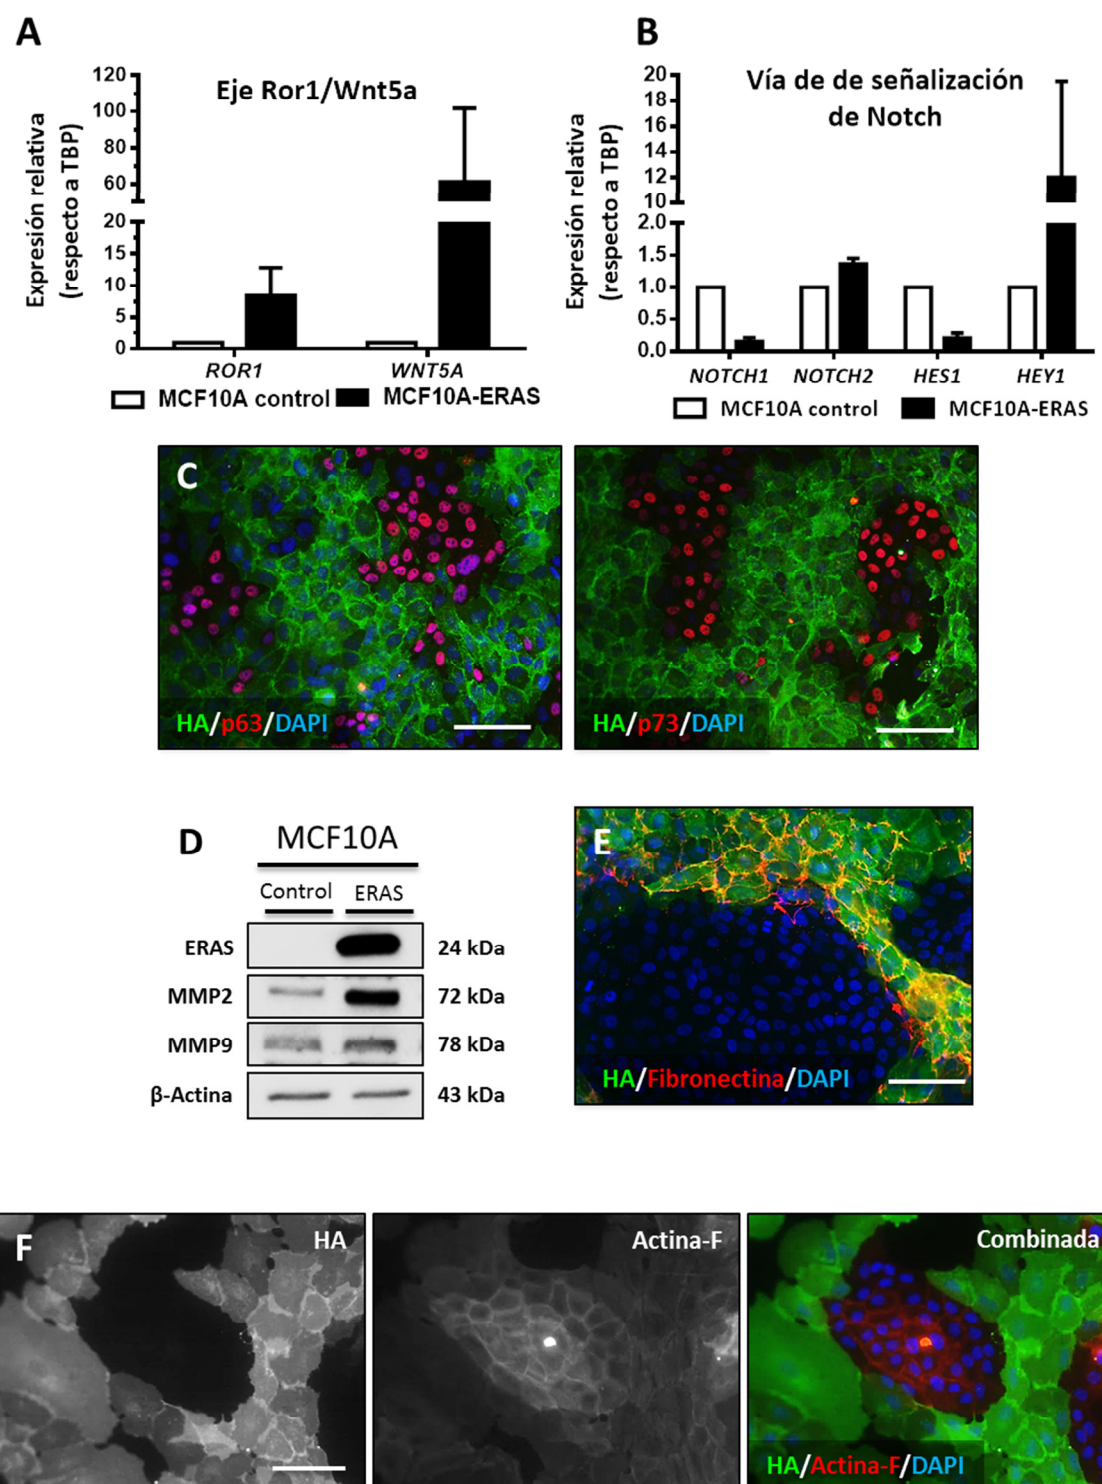 A
Eje Ror1/Wnt5a
Expresión relativa
(respecto a TBP)
120
100
80
60
20
15
10
5
0
ROR1 WNT5A
MCF10A control MCF10A-ERAS
B
Vía de de señalización
de Notch
Expresión relativa
(respecto a TBP)
20
18
16
14
12
10
2.0
1.5
1.0
0.5
0.0
NOTCH1 NOTCH2 HES1 HEY1
MCF10A control MCF10A-ERAS
C
HA/p63/DAPI
HA/p73/DAPI
D
MCF10A
Control ERAS
ERAS 24 kDa
MMP2 72 kDa
MMP9 78 kDa
β-Actina 43 kDa
E
HA/Fibronectina/DAPI
F
HA
Actina-F
Combinada
HA/Actina-F/DAPI